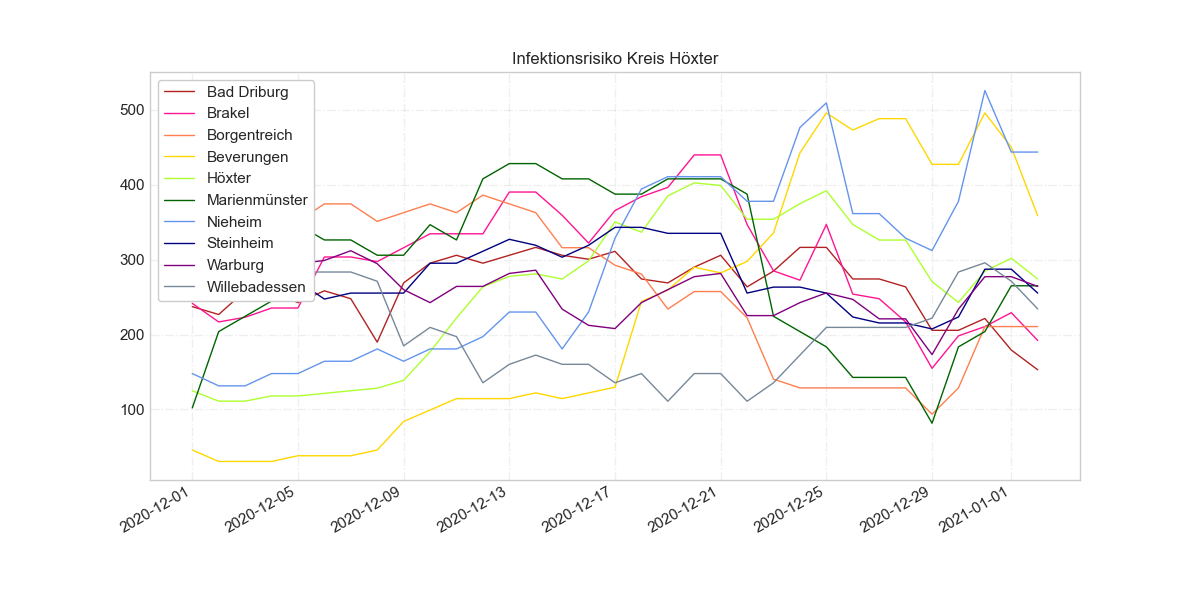 Infektionsrisiko Kreis Höxter
Bad Driburg
Brakel
Borgentreich
Beverungen
Höxter
Marienmünster
Nieheim
Steinheim
Warburg
Willebadessen
500
400
300
200
100
2020-12-01
2020-12-05
2020-12-09
2020-12-13
2020-12-17
2020-12-21
2020-12-25
2020-12-29
2021-01-01